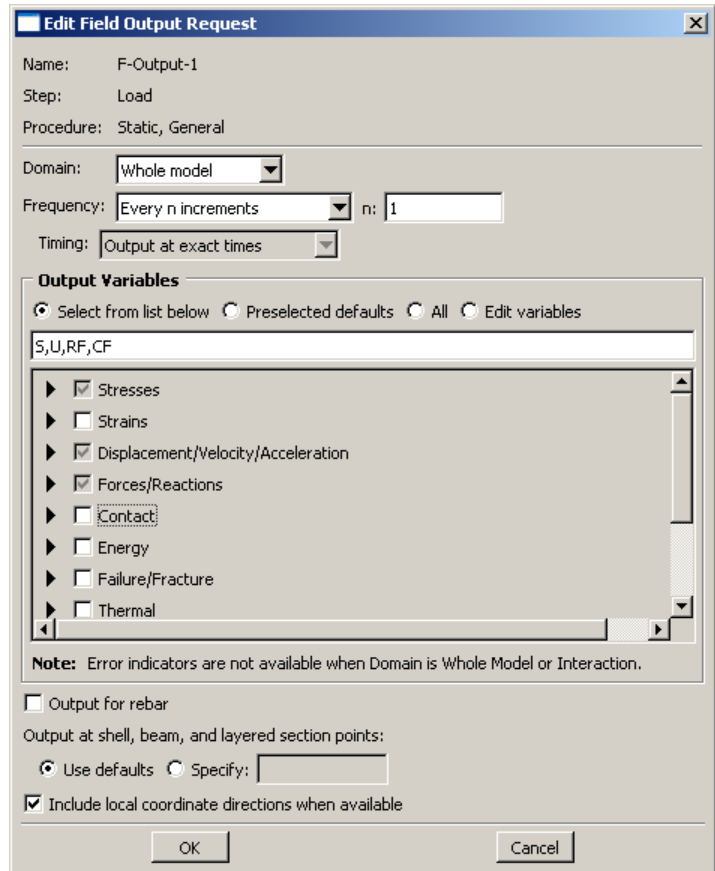 Edit Field Output Request
Name: F-Output-1
Step: Load
Procedure: Static, General
Domain: Whole model
Frequency: Every n increments n: 1
Timing: Output at exact times
Output Variables
Select from list below Preselected defaults All Edit variables
S,U,RF,CF
Stresses
Strains
Displacement/Velocity/Acceleration
Forces/Reactions
Contact
Energy
Failure/Fracture
Thermal
Note: Error indicators are not available when Domain is Whole Model or Interaction.
Output for rebar
Output at shell, beam, and layered section points:
Use defaults Specify:
Include local coordinate directions when available
OK Cancel